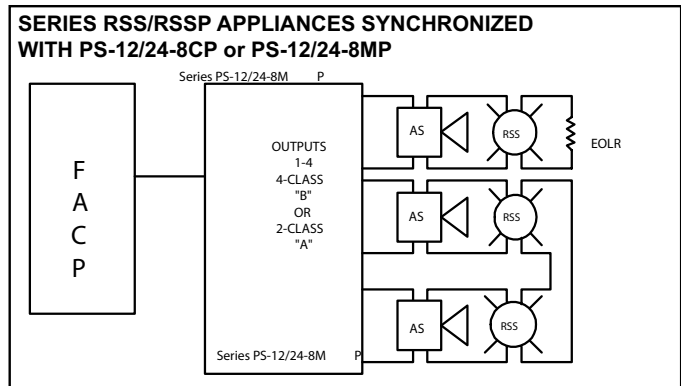 SERIES RSS/RSSP APPLIANCES SYNCHRONIZED
WITH PS-12/24-8CP or PS-12/24-8MP
Series PS-12/24-8M P
F
A
C
P
OUTPUTS
1-4
4-CLASS
"B"
OR
2-CLASS
"A"
AS
RSS
EOLR
AS
RSS
AS
RSS
Series PS-12/24-8M P